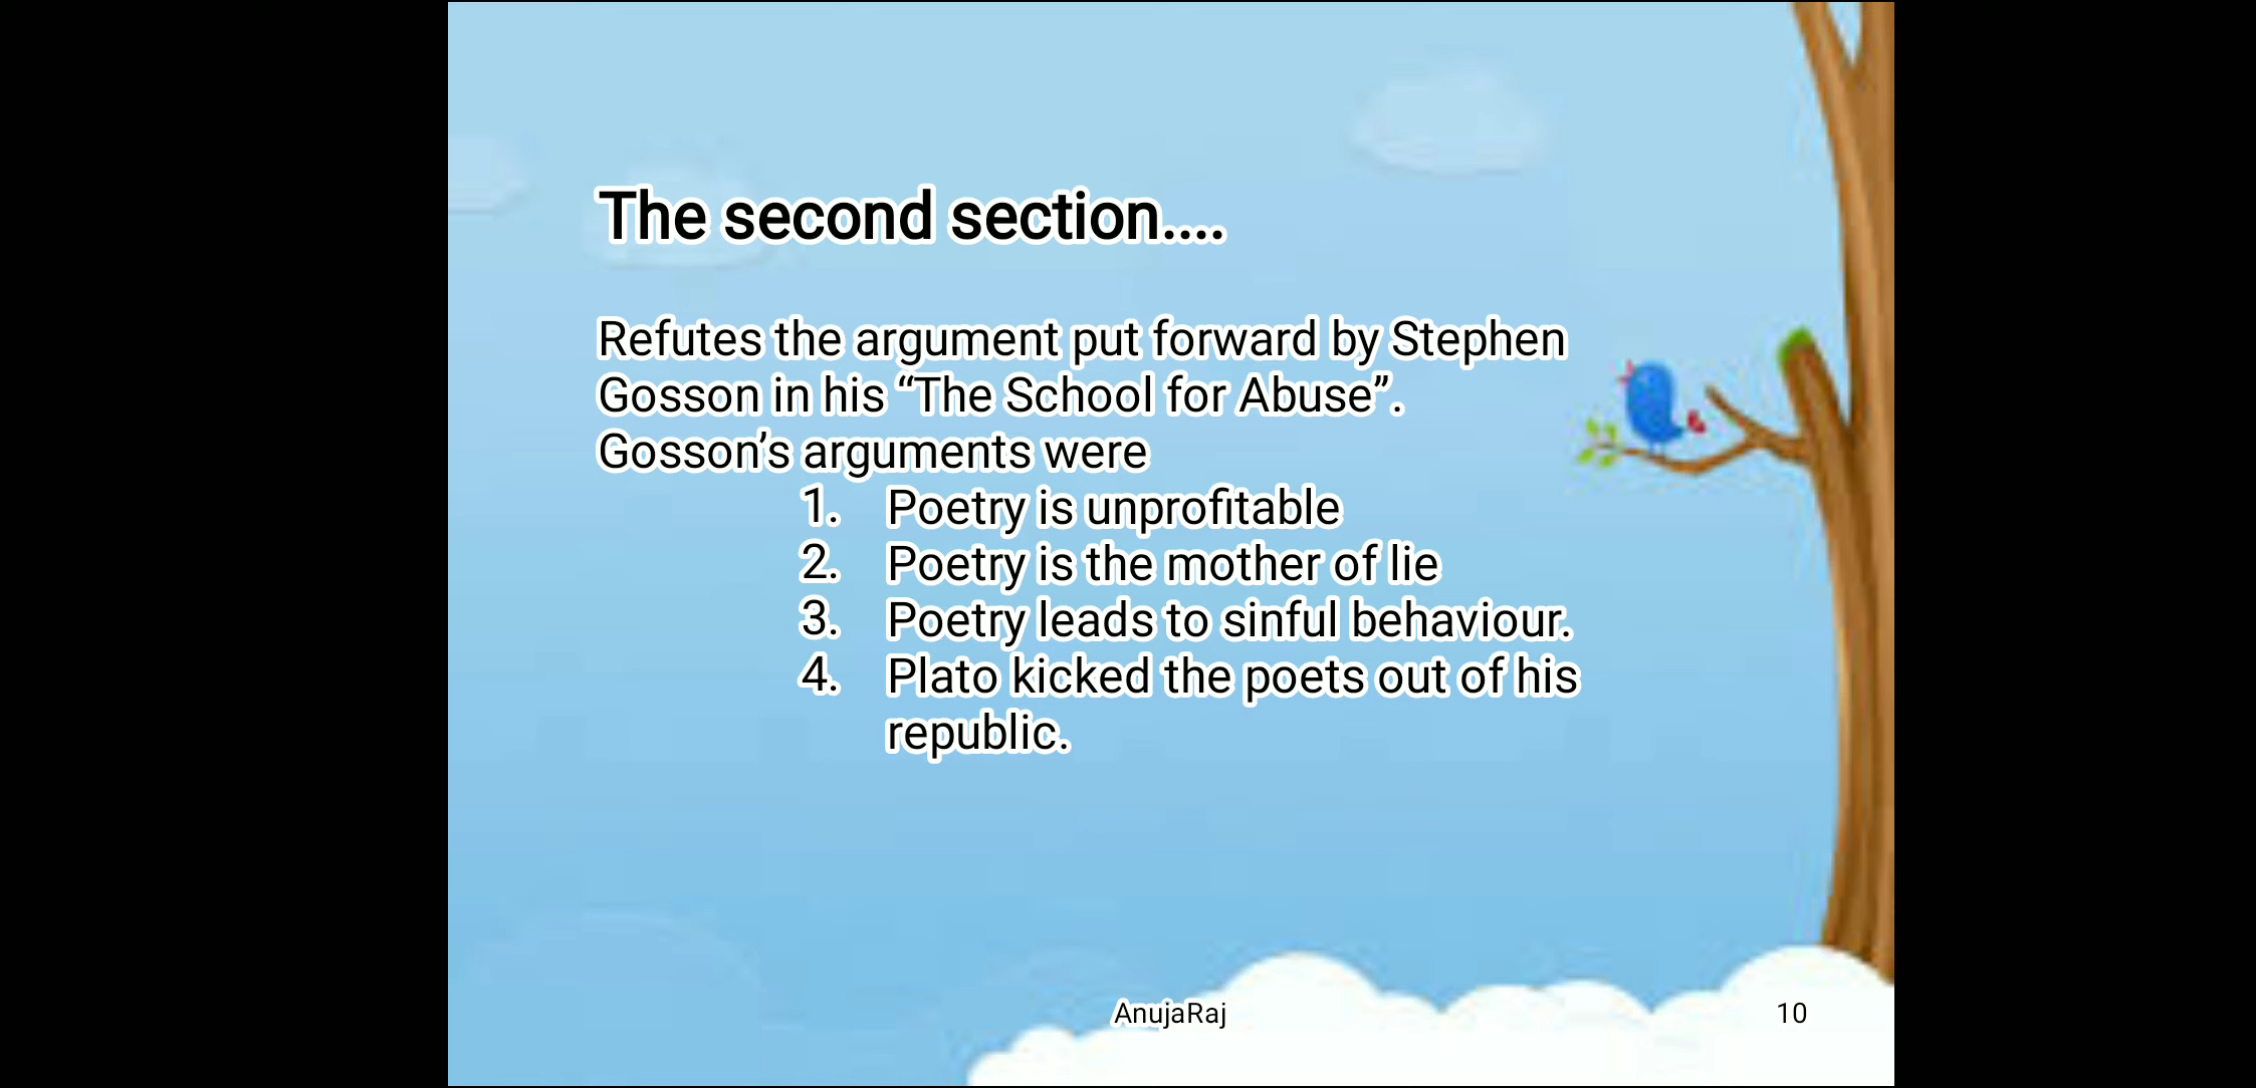 The second section....
Refutes the argument put forward by Stephen
Gosson in his “The School for Abuse”.
Gosson’s arguments were
1. Poetry is unprofitable
2. Poetry is the mother of lie
3. Poetry leads to sinful behaviour.
4. Plato kicked the poets out of his
republic.
AnujaRaj
10